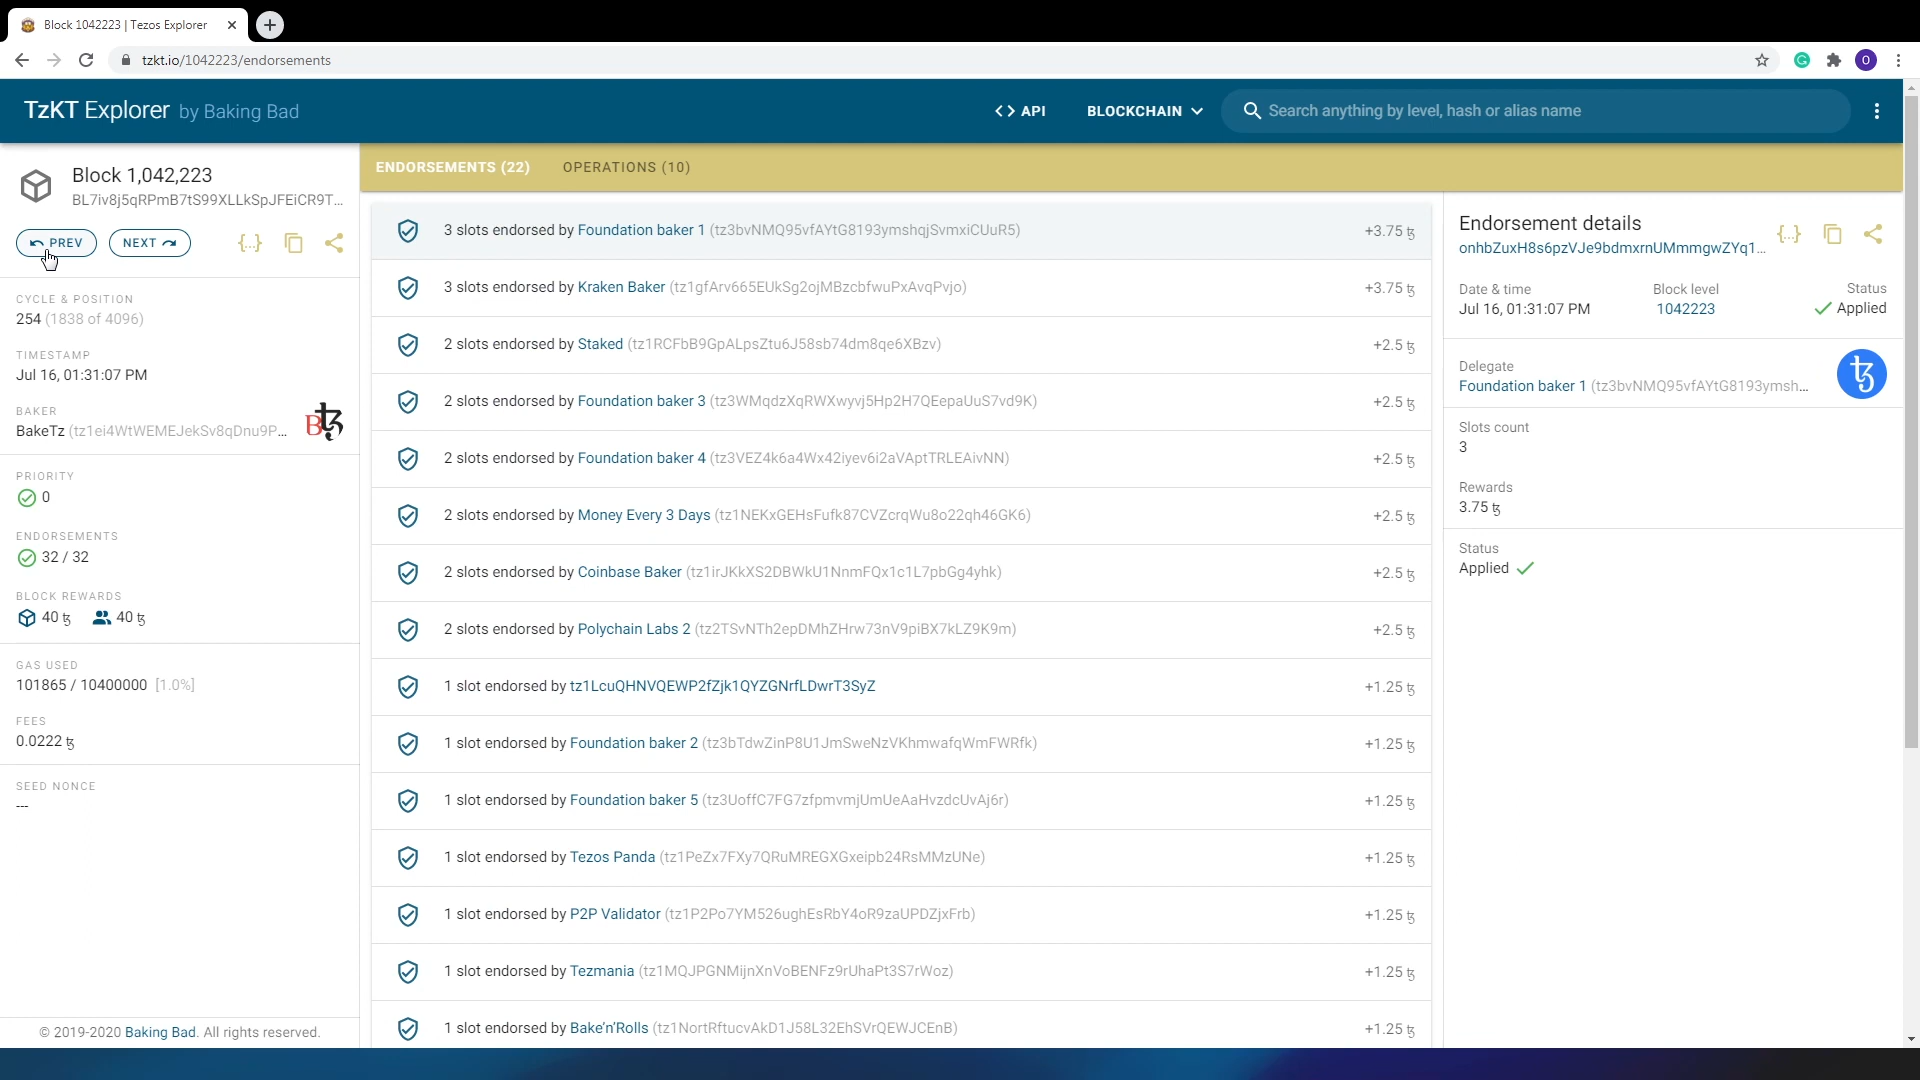 Block 1042223 | Tezos Explorer
tzkt.io/1042223/endorsements
O
TzKT Explorer by Baking Bad
API
BLOCKCHAIN
Search anything by level, hash or alias name
Block 1,042,223
BL7iv8j5qRPmB7tS99XLLkSpJFEiCR9T...
PREV
NEXT
{...}
CYCLE & POSITION
254 (1838 of 4096)
TIMESTAMP
Jul 16, 01:31:07 PM
BAKER
BakeTz (tz1ei4WtWEMEJekSv8qDnu9P...
PRIORITY
0
ENDORSEMENTS
32 / 32
BLOCK REWARDS
40 ꜩ 40 ꜩ
GAS USED
101865 / 10400000 [1.0%]
FEES
0.0222 ꜩ
SEED NONCE
---
© 2019-2020 Baking Bad. All rights reserved.
ENDORSEMENTS (22)
OPERATIONS (10)
3 slots endorsed by Foundation baker 1 (tz3bvNMQ95vfAYtG8193ymshqjSvmxiCUuR5) +3.75 ꜩ
3 slots endorsed by Kraken Baker (tz1gfArv665EUkSg2ojMBzcbfwuPxAvqPvjo) +3.75 ꜩ
2 slots endorsed by Staked (tz1RCFbB9GpALpsZtu6J58sb74dm8qe6XBzv) +2.5 ꜩ
2 slots endorsed by Foundation baker 3 (tz3WMqdzXqRWXwyvj5Hp2H7QEepaUuS7vd9K) +2.5 ꜩ
2 slots endorsed by Foundation baker 4 (tz3VEZ4k6a4Wx42iyev6i2aVAptTRLEAivNN) +2.5 ꜩ
2 slots endorsed by Money Every 3 Days (tz1NEKxGEHsFufk87CVZcrqWu8o22qh46GK6) +2.5 ꜩ
2 slots endorsed by Coinbase Baker (tz1irJKkXS2DBWkU1NnmFQx1c1L7pbGg4yhk) +2.5 ꜩ
2 slots endorsed by Polychain Labs 2 (tz2TSvNTh2epDMhZHrw73nV9piBX7kLZ9K9m) +2.5 ꜩ
1 slot endorsed by tz1LcuQHNVQEWP2fZjk1QYZGNrfLDwrT3SyZ +1.25 ꜩ
1 slot endorsed by Foundation baker 2 (tz3bTdwZinP8U1JmSweNzVKhmwafqWmFWRfk) +1.25 ꜩ
1 slot endorsed by Foundation baker 5 (tz3UoffC7FG7zfpmvmjUmUeAaHvzdcUvAj6r) +1.25 ꜩ
1 slot endorsed by Tezos Panda (tz1PeZx7FXy7QRuMREGXGxeipb24RsMMzUNe) +1.25 ꜩ
1 slot endorsed by P2P Validator (tz1P2Po7YM526ughEsRbY4oR9zaUPDZjxFrb) +1.25 ꜩ
1 slot endorsed by Tezmania (tz1MQJPGNMijnXnVoBENFz9rUhaPt3S7rWoz) +1.25 ꜩ
1 slot endorsed by Bake'n'Rolls (tz1NortRftucvAkD1J58L32EhSVrQEWJCEnB) +1.25 ꜩ
Endorsement details
onhbZuxH8s6pzVJe9bdmxrnUMmmgwZYq1...
{...}
Date & time
Jul 16, 01:31:07 PM
Block level
1042223
Status
Applied
Delegate
Foundation baker 1 (tz3bvNMQ95vfAYtG8193ymsh...
Slots count
3
Rewards
3.75 ꜩ
Status
Applied